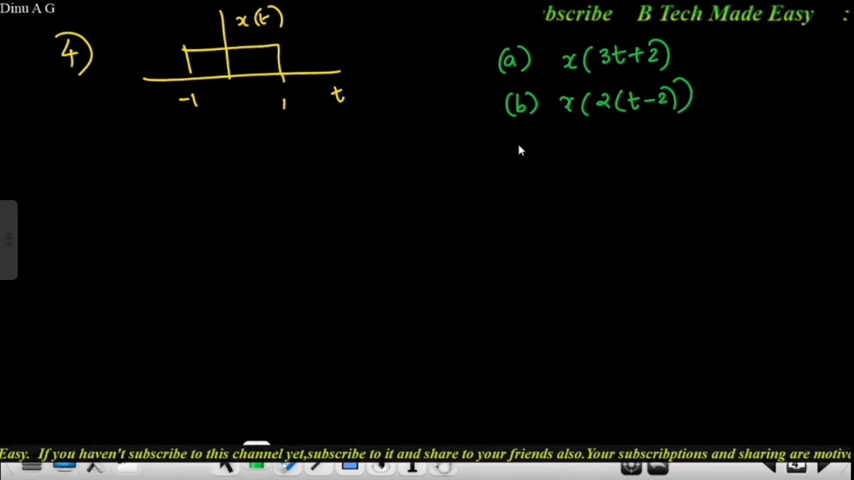 Dinu A G
bscribe B Tech Made Easy :
4) x(t)
-1 1 t
(a) x(3t+2)
(b) x(2(t-2))
Easy. If you haven't subscribe to this channel yet,subscribe to it and share to your friends also.Your subscribptions and sharing are motive